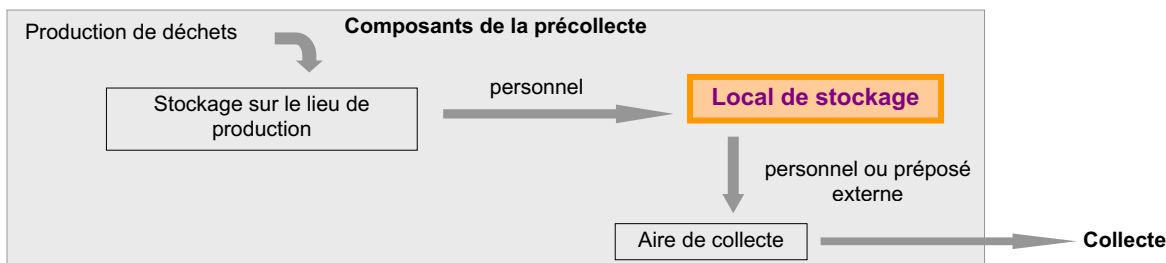 Composants de la précollecte
Production de déchets
Stockage sur le lieu de
production
personnel
Local de stockage
personnel ou préposé
externe
Aire de collecte
Collecte